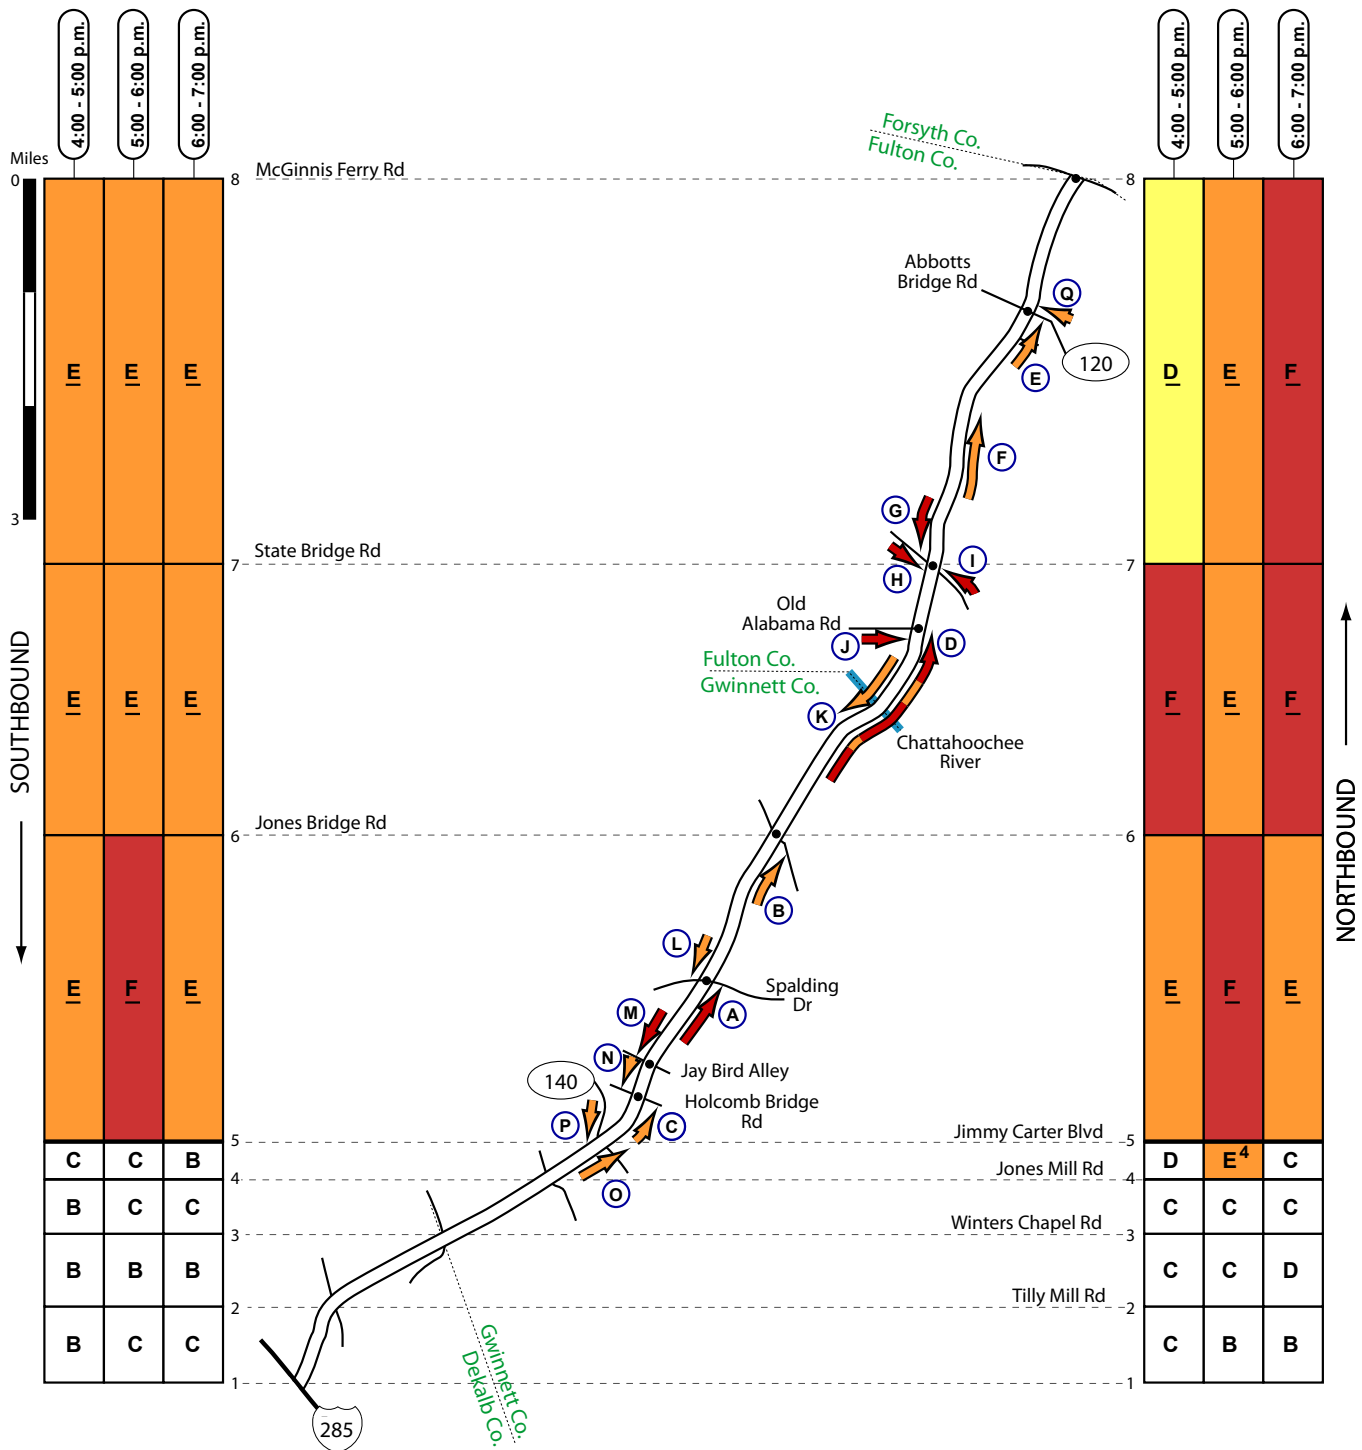 4:00 - 5:00 p.m.
5:00 - 6:00 p.m.
6:00 - 7:00 p.m.
4:00 - 5:00 p.m.
5:00 - 6:00 p.m.
6:00 - 7:00 p.m.
Miles
0
3
SOUTHBOUND
NORTHBOUND
8 McGinnis Ferry Rd 8
Forsyth Co.
Fulton Co.
Abbotts
Bridge Rd
Q
120
E
E E E
D E F
F
G
H
I
7 State Bridge Rd 7
Old
Alabama Rd
J
D
Fulton Co.
Gwinnett Co.
E E E
F E F
K
Chattahoochee
River
6 Jones Bridge Rd 6
B
L
Spalding
Dr
E F E
E F E
M
A
N
Jay Bird Alley
140
Holcomb Bridge
Rd
P
C
5 Jimmy Carter Blvd 5
C C B
D E4 C
O
4 Jones Mill Rd 4
B C C
C C C
3 Winters Chapel Rd 3
B B B
C C D
2 Tilly Mill Rd 2
B C C
C B B
Gwinnett Co.
Dekalb Co.
1 1
285